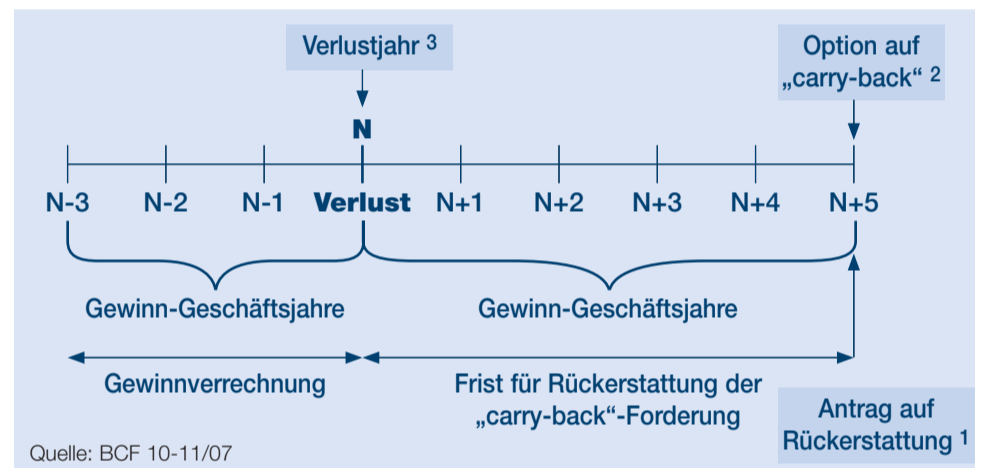 Verlustjahr 3
Option auf
„carry-back“ 2
N
N-3 N-2 N-1 Verlust N+1 N+2 N+3 N+4 N+5
Gewinn-Geschäftsjahre Gewinn-Geschäftsjahre
Gewinnverrechnung
Frist für Rückerstattung der
„carry-back“-Forderung
Antrag auf
Rückerstattung 1
Quelle: BCF 10-11/07